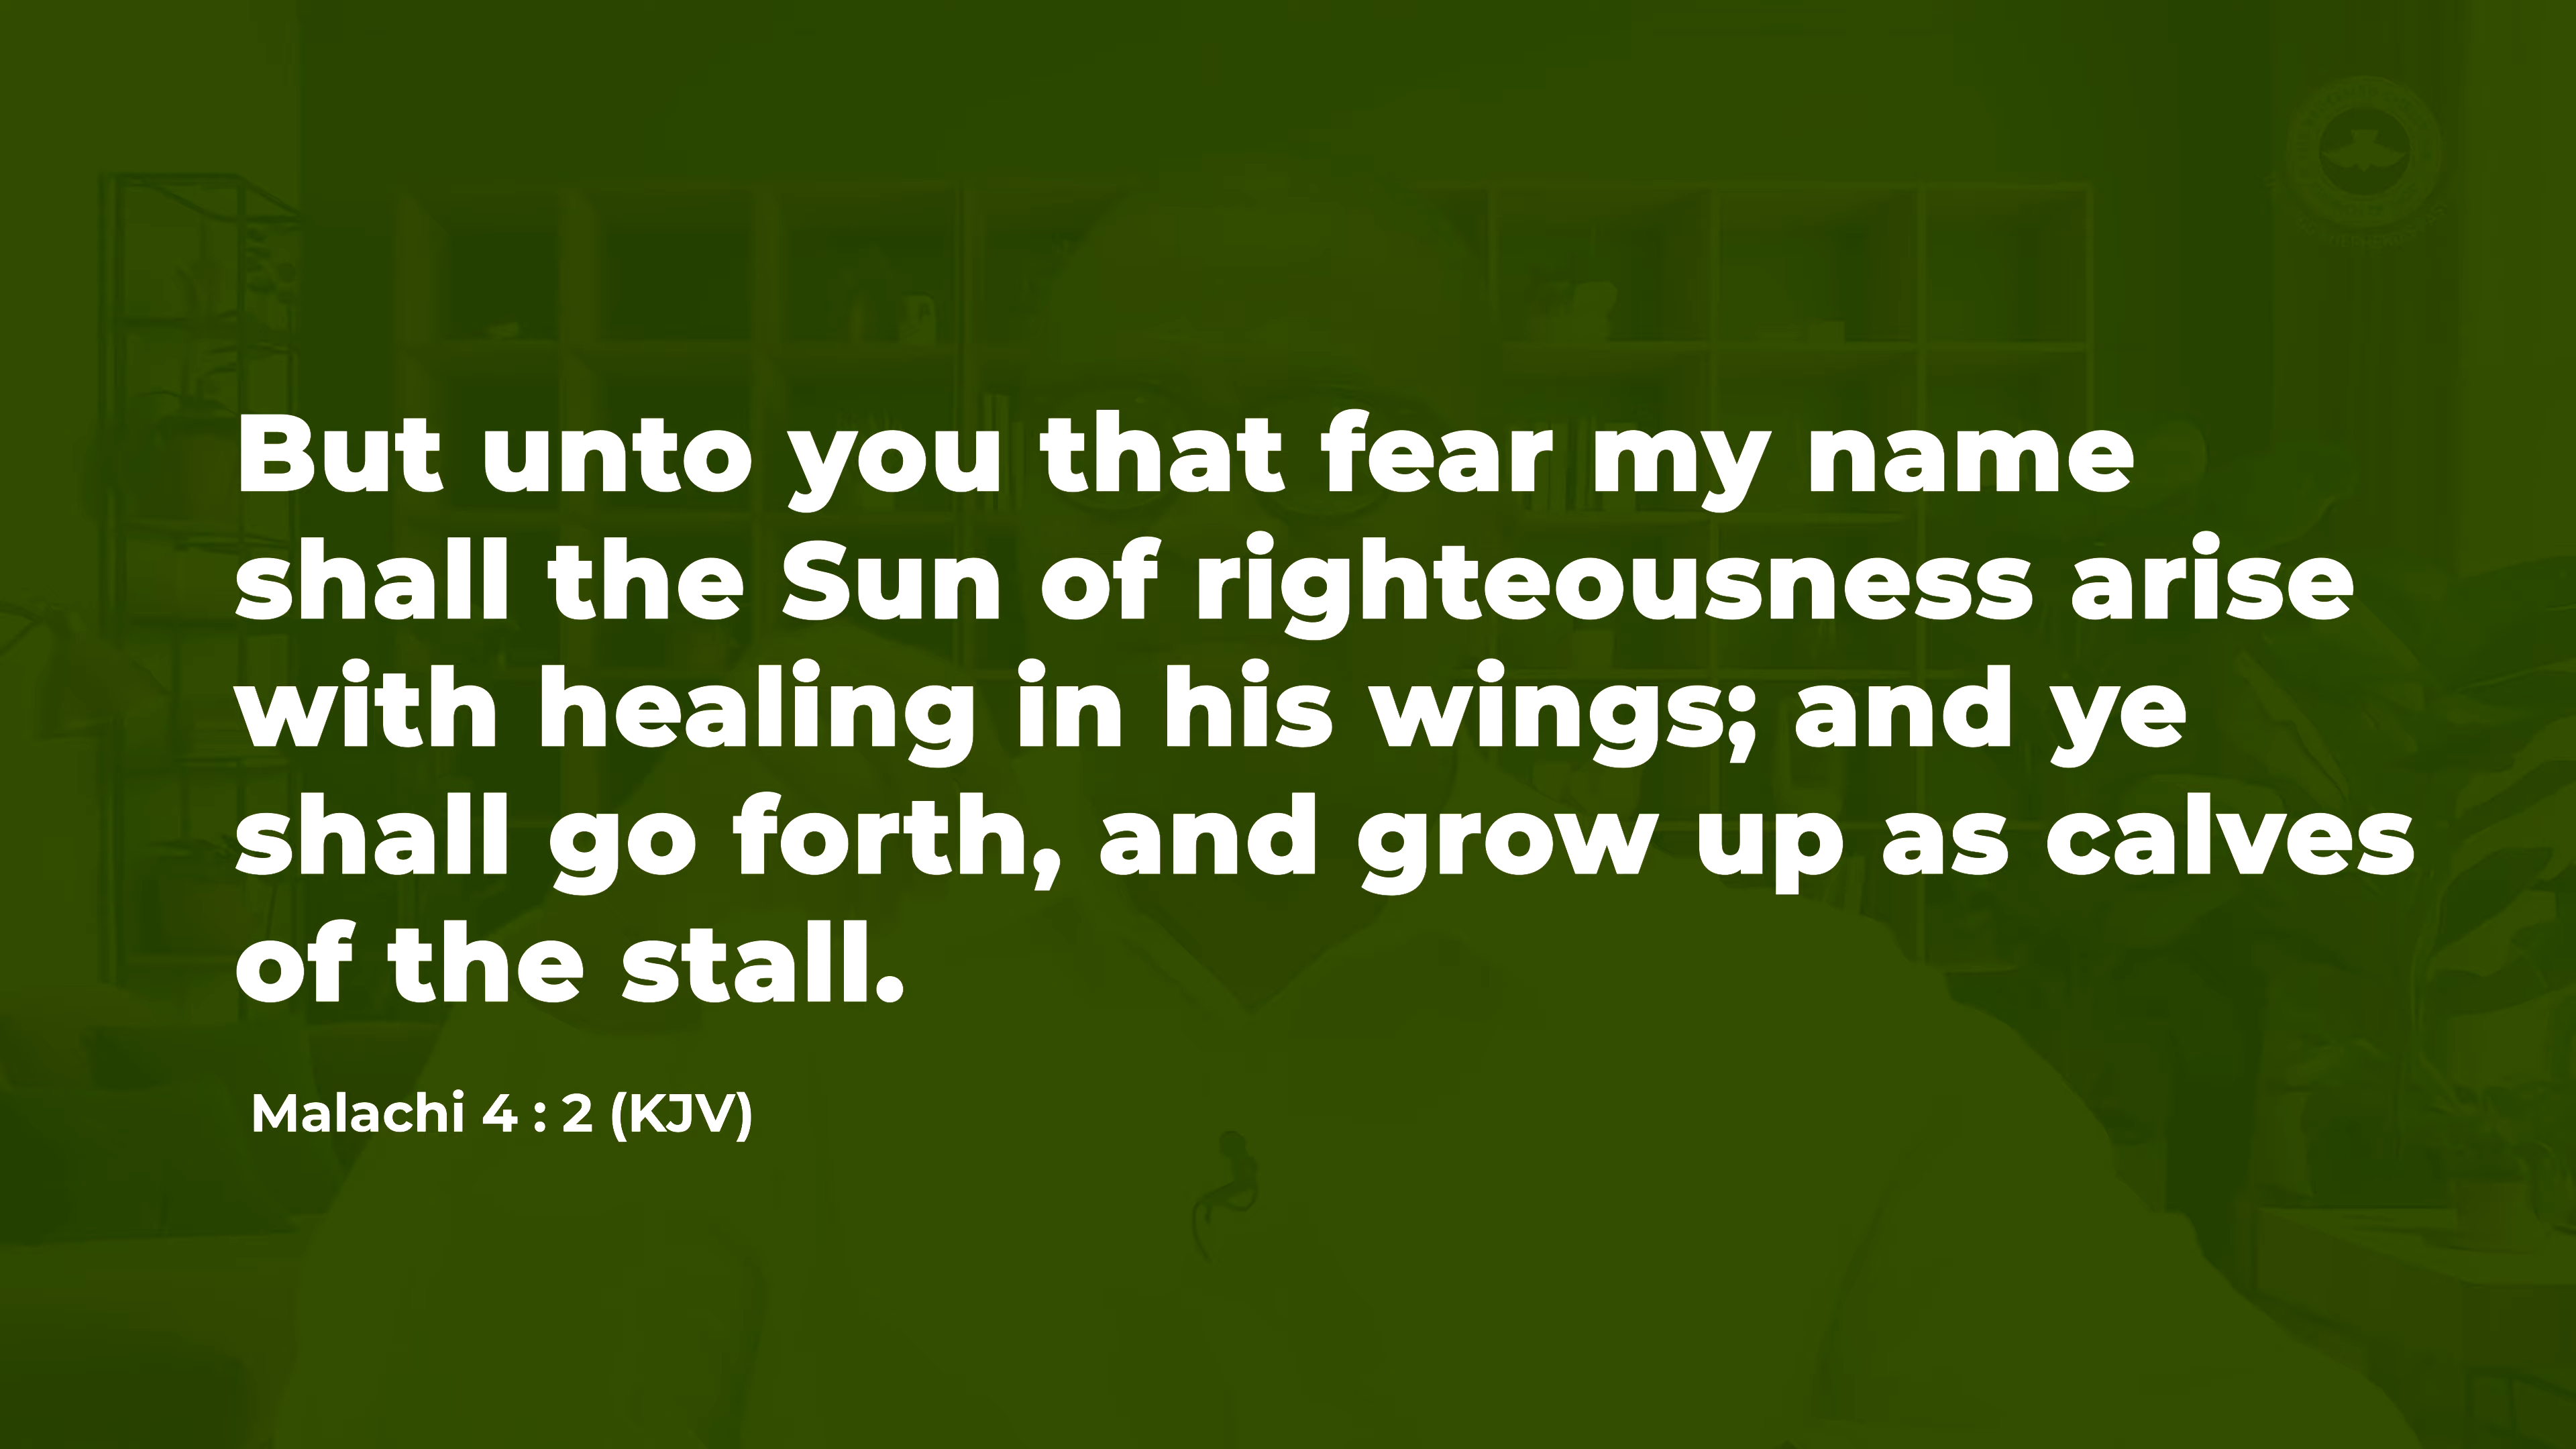 But unto you that fear my name
shall the Sun of righteousness arise
with healing in his wings; and ye
shall go forth, and grow up as calves
of the stall.
Malachi 4 : 2 (KJV)